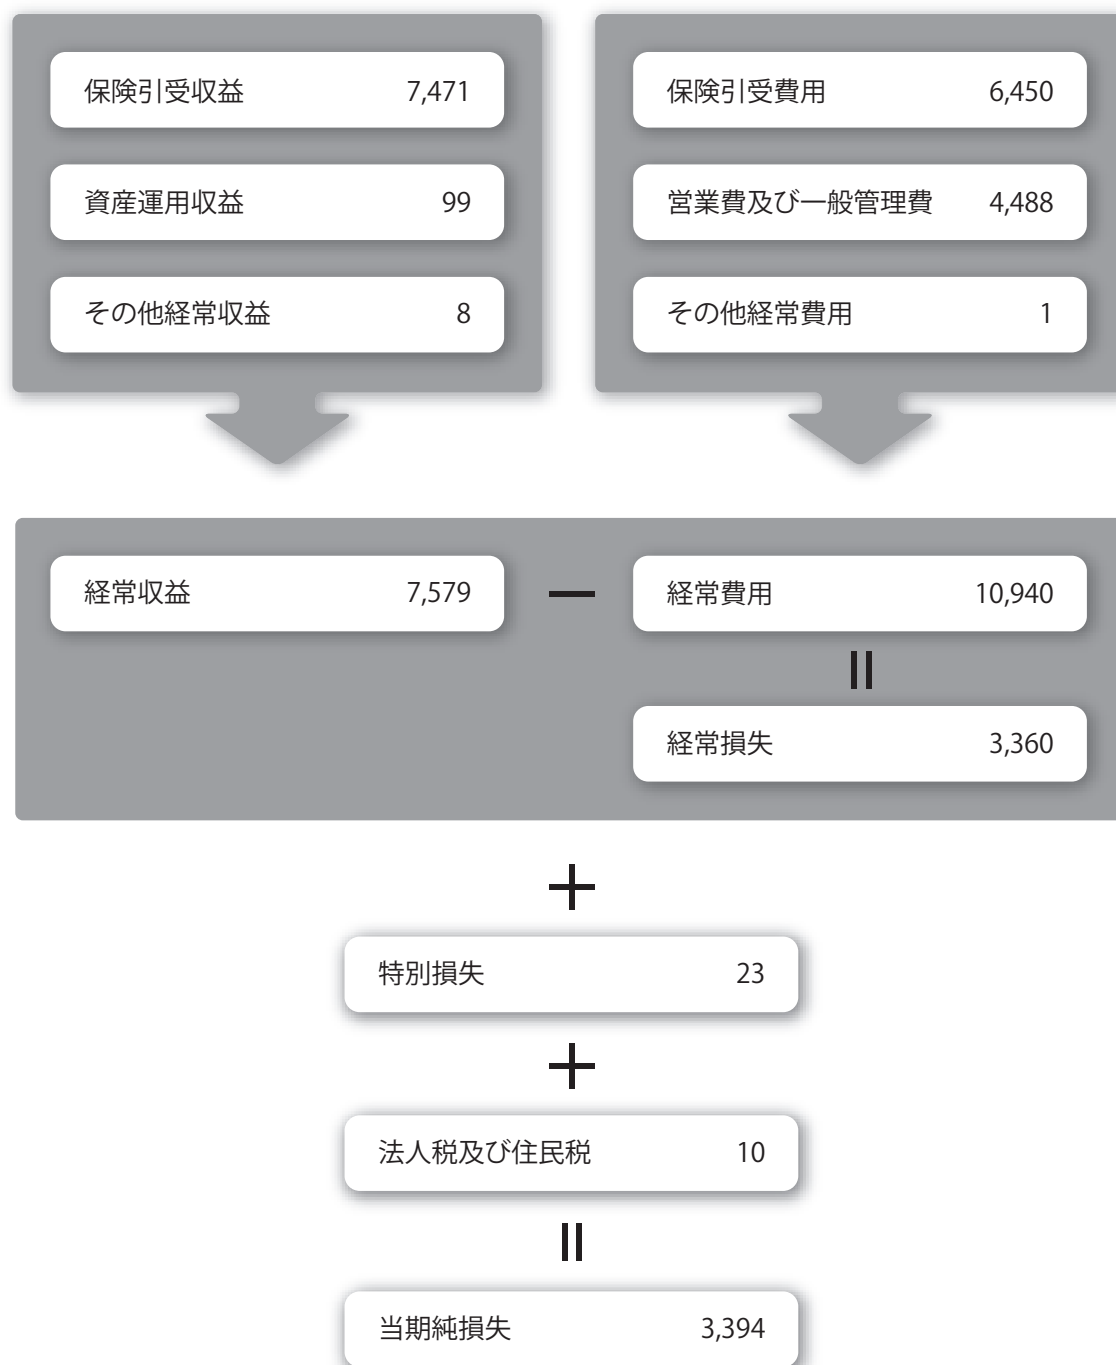 保険引受収益 7,471
資産運用収益 99
その他経常収益 8
保険引受費用 6,450
営業費及び一般管理費 4,488
その他経常費用 1
経常収益 7,579 — 経常費用 10,940
=
経常損失 3,360
+
特別損失 23
+
法人税及び住民税 10
=
当期純損失 3,394